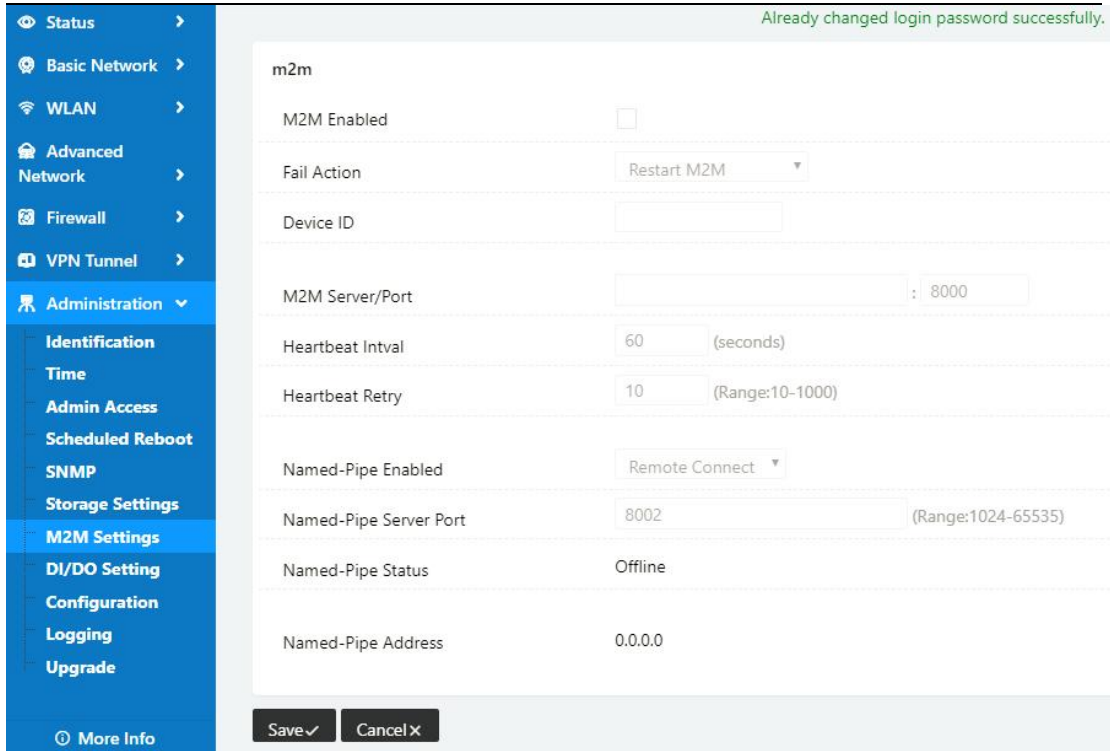 Already changed login password successfully.
Status
Basic Network
WLAN
Advanced
Network
Firewall
VPN Tunnel
Administration
Identification
Time
Admin Access
Scheduled Reboot
SNMP
Storage Settings
M2M Settings
DI/DO Setting
Configuration
Logging
Upgrade
More Info
m2m
M2M Enabled
Fail Action Restart M2M
Device ID
M2M Server/Port : 8000
Heartbeat Intval 60 (seconds)
Heartbeat Retry 10 (Range:10-1000)
Named-Pipe Enabled Remote Connect
Named-Pipe Server Port 8002 (Range:1024-65535)
Named-Pipe Status Offline
Named-Pipe Address 0.0.0.0
Save Cancel